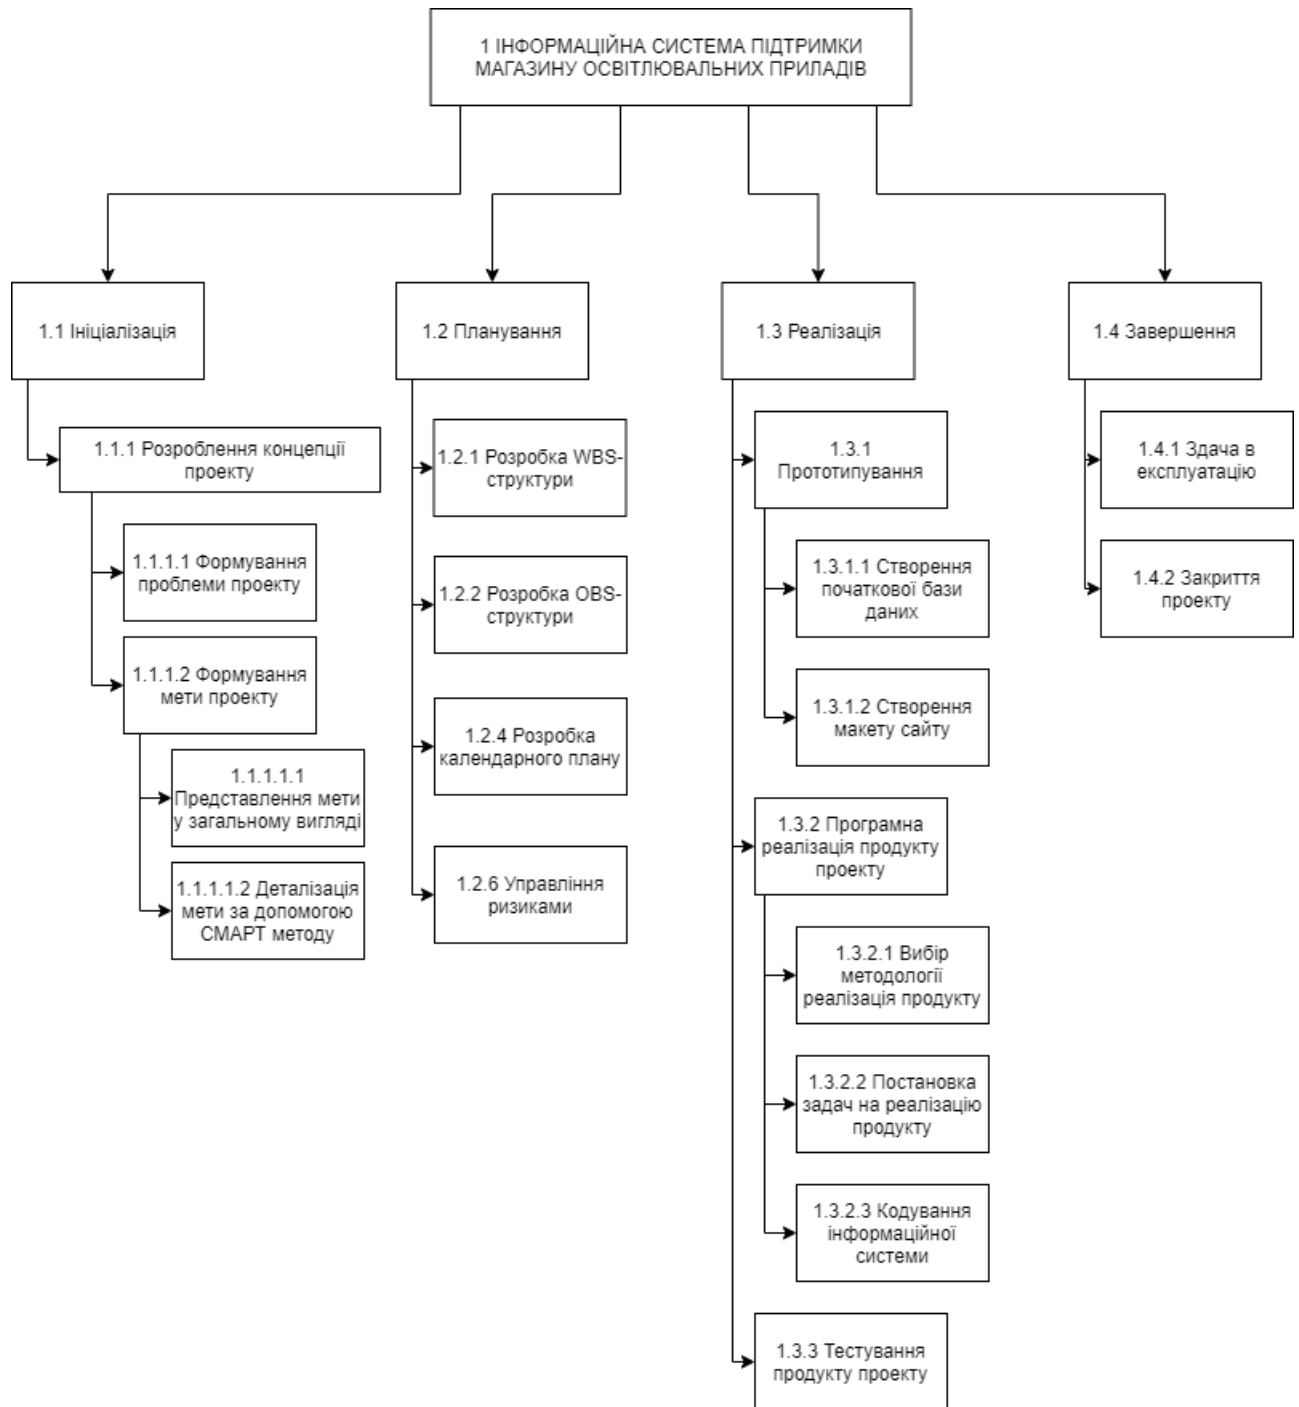 1 ІНФОРМАЦІЙНА СИСТЕМА ПІДТРИМКИ
МАГАЗИНУ ОСВІТЛЮВАЛЬНИХ ПРИЛАДІВ
1.1 Ініціалізація
1.1.1 Розроблення концепції
проекту
1.1.1.1 Формування
проблеми проекту
1.1.1.2 Формування
мети проекту
1.1.1.1.1
Представлення мети
у загальному вигляді
1.1.1.1.2 Деталізація
мети за допомогою
СМАРТ методу
1.2 Планування
1.2.1 Розробка WBS-
структури
1.2.2 Розробка OBS-
структури
1.2.4 Розробка
календарного плану
1.2.6 Управління
ризиками
1.3 Реалізація
1.3.1
Прототипування
1.3.1.1 Створення
початкової бази
даних
1.3.1.2 Створення
макету сайту
1.3.2 Програмна
реалізація продукту
проекту
1.3.2.1 Вибір
методології
реалізація продукту
1.3.2.2 Постановка
задач на реалізацію
продукту
1.3.2.3 Кодування
інформаційної
системи
1.3.3 Тестування
продукту проекту
1.4 Завершення
1.4.1 Здача в
експлуатацію
1.4.2 Закриття
проекту